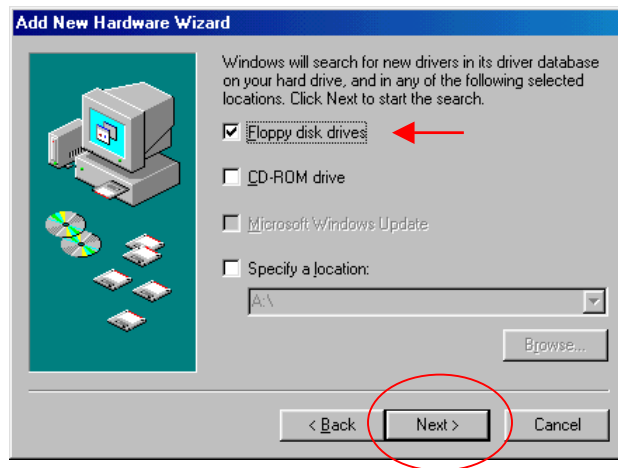 Add New Hardware Wizard
Windows will search for new drivers in its driver database
on your hard drive, and in any of the following selected
locations. Click Next to start the search.
Floppy disk drives
CD-ROM drive
Microsoft Windows Update
Specify a location:
A:\
Browse...
< Back
Next >
Cancel